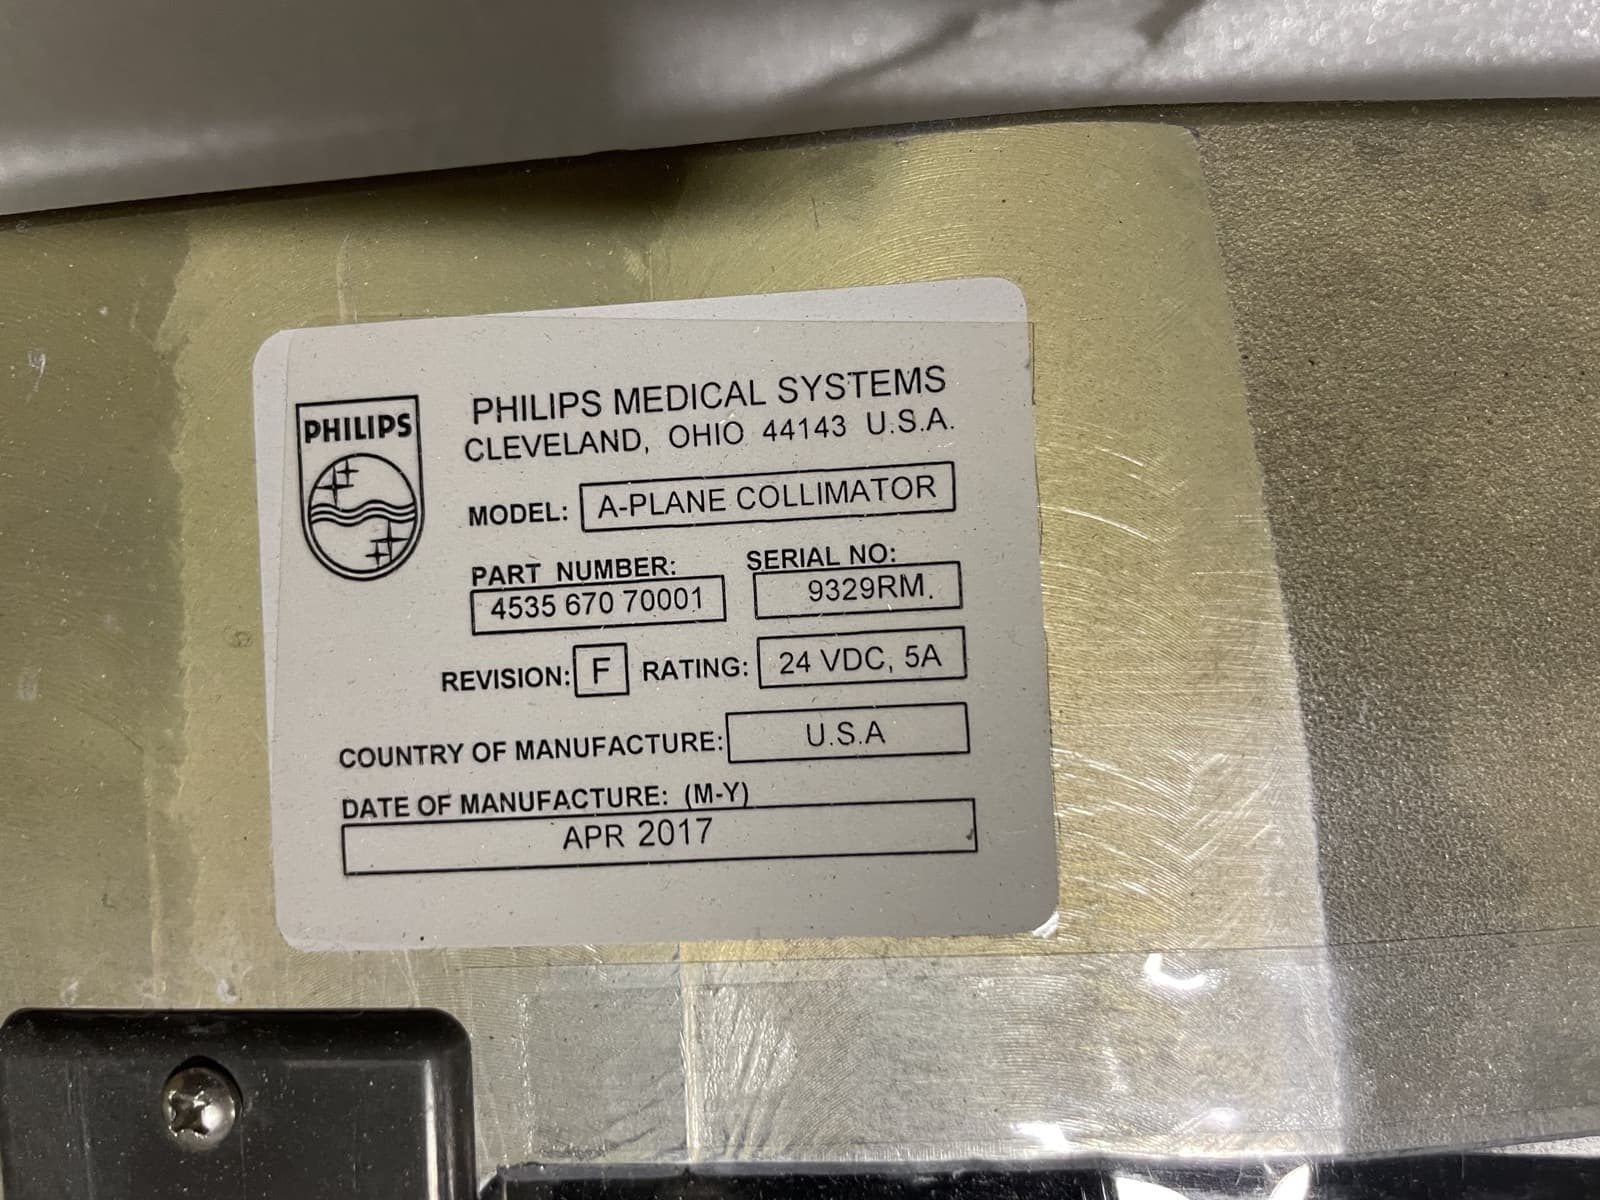 PHILIPS
PHILIPS MEDICAL SYSTEMS
CLEVELAND, OHIO 44143 U.S.A.
MODEL: A-PLANE COLLIMATOR
PART NUMBER: SERIAL NO:
4535 670 70001 9329RM.
REVISION: F RATING: 24 VDC, 5A
COUNTRY OF MANUFACTURE: U.S.A
DATE OF MANUFACTURE: (M-Y)
APR 2017